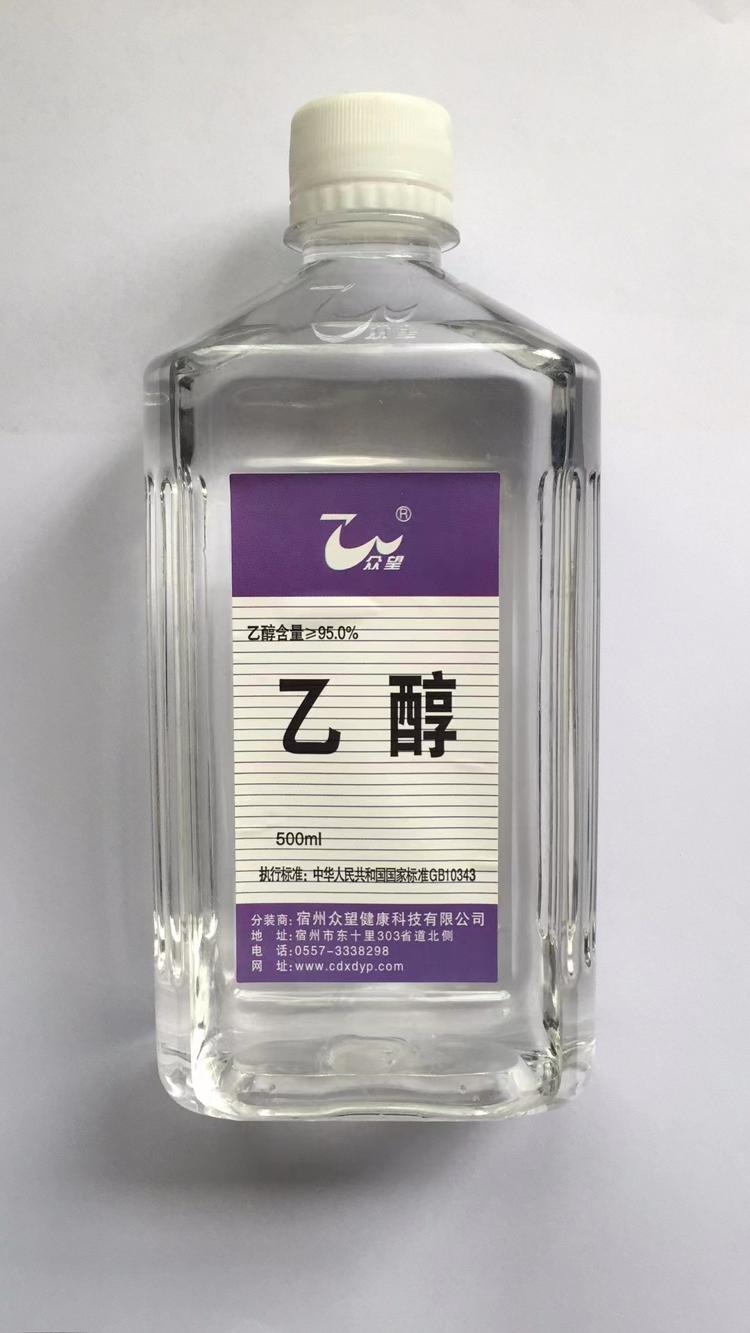 众望
®
众望
乙醇含量≥95.0%
乙醇
500ml
执行标准：中华人民共和国国家标准GB10343
分装商:宿州众望健康科技有限公司
地 址:宿州市东十里303省道北侧
电 话:0557-3338298
网 址:www.cdxdyp.com